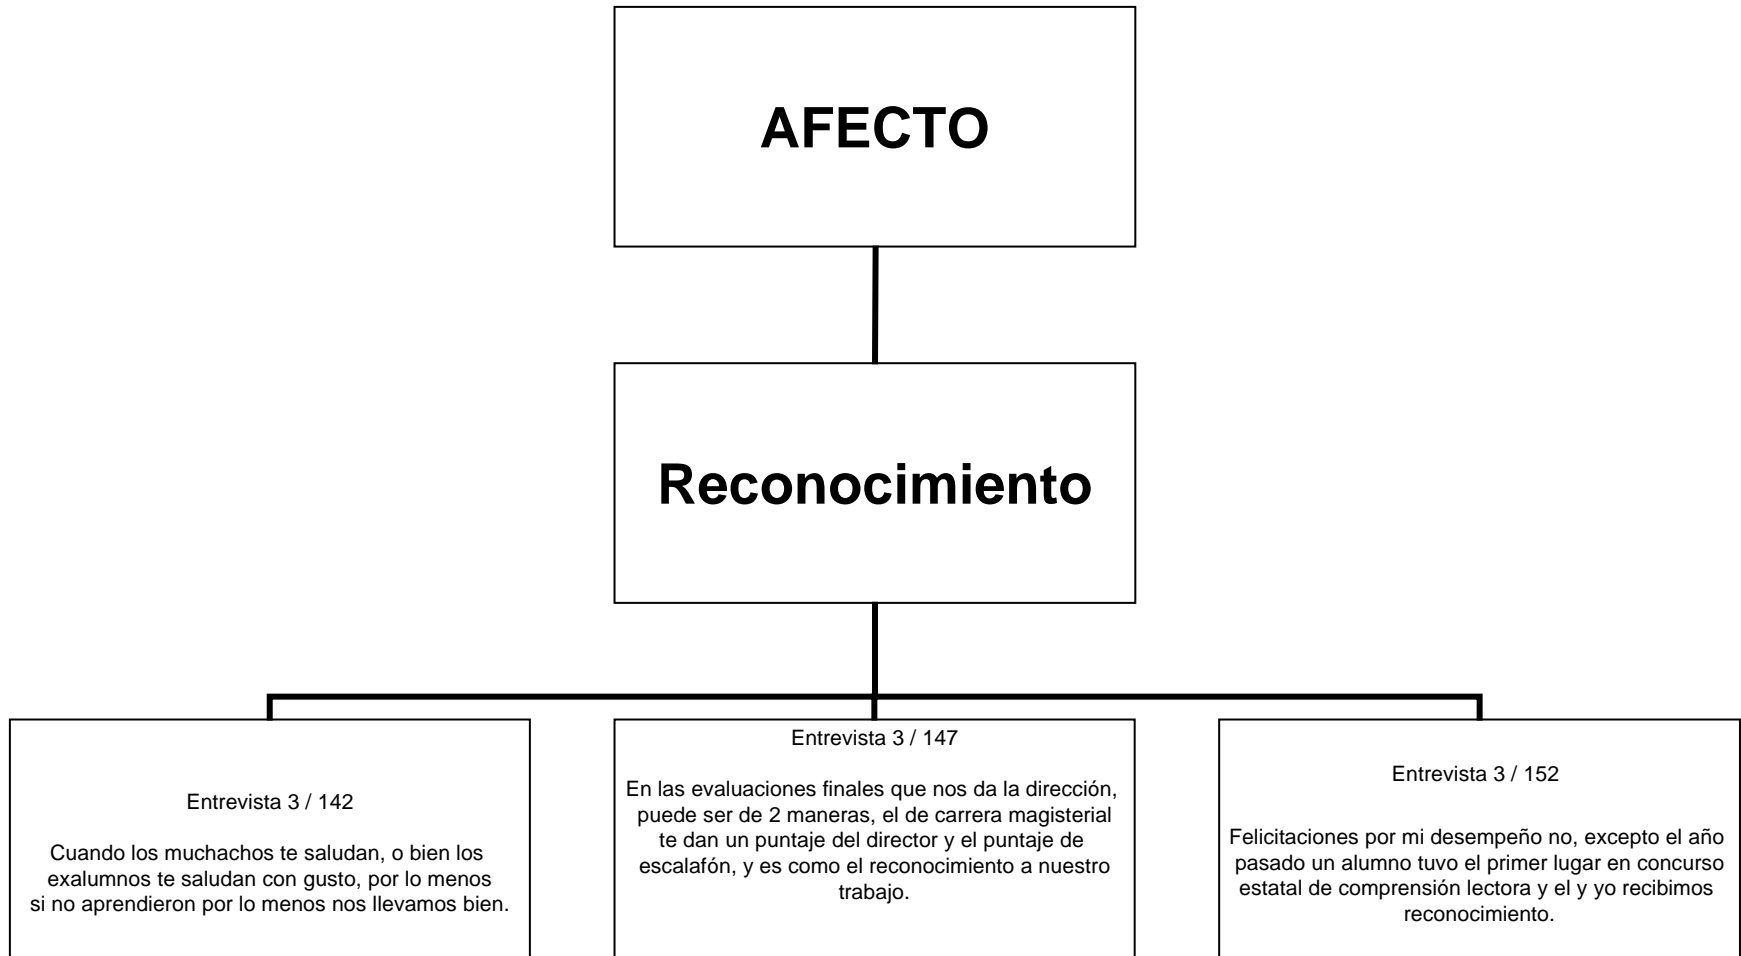 AFECTO
Reconocimiento
Entrevista 3 / 142
Cuando los muchachos te saludan, o bien los
exalumnos te saludan con gusto, por lo menos
si no aprendieron por lo menos nos llevamos bien.
Entrevista 3 / 147
En las evaluaciones finales que nos da la dirección,
puede ser de 2 maneras, el de carrera magisterial
te dan un puntaje del director y el puntaje de
escalafón, y es como el reconocimiento a nuestro
trabajo.
Entrevista 3 / 152
Felicitaciones por mi desempeño no, excepto el año
pasado un alumno tuvo el primer lugar en concurso
estatal de comprensión lectora y el y yo recibimos
reconocimiento.